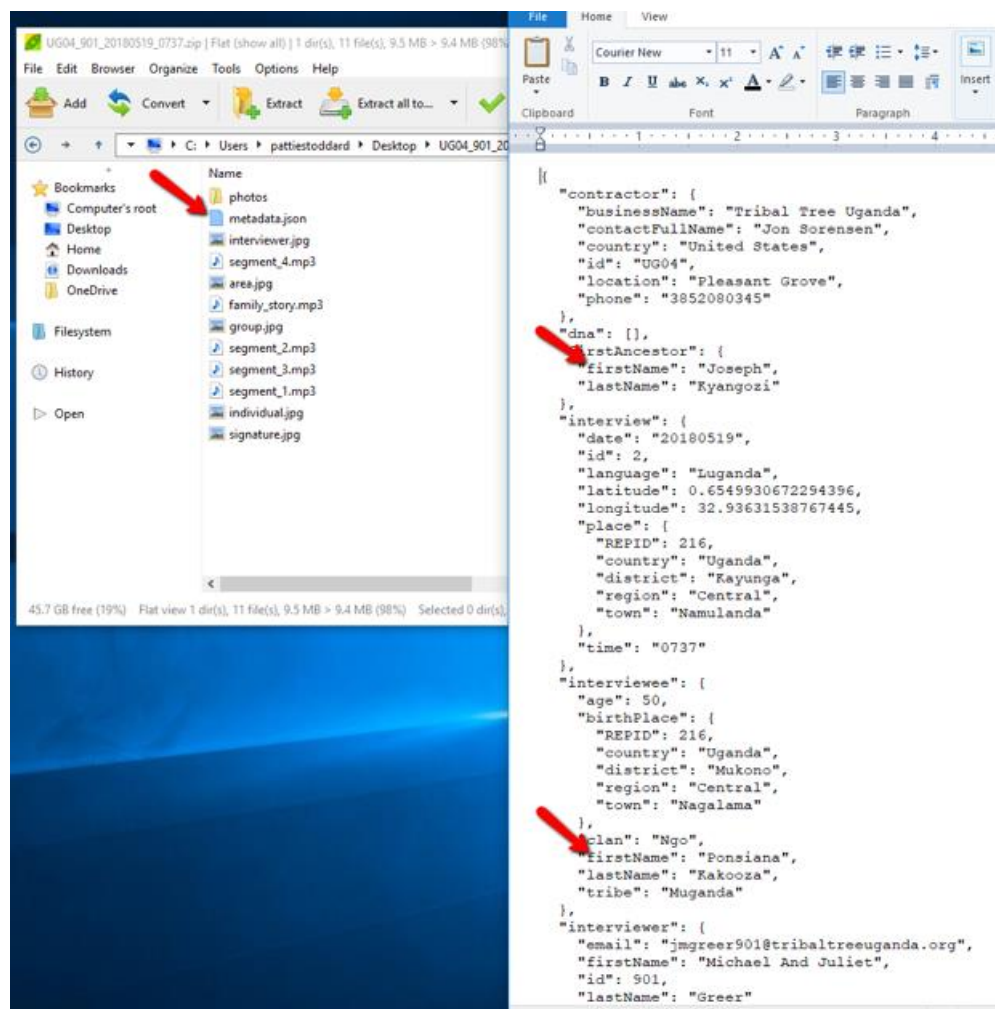 UG04_901_20180519_0737.zip | Flat (show all) | 1 dir(s), 11 file(s), 9.5 MB > 9.4 MB (98%
File Edit Browser Organize Tools Options Help
Add Convert Extract Extract all to...
C: Users pattiestoddard Desktop UG04_901_20
Bookmarks
Computer's root
Desktop
Home
Downloads
OneDrive
Filesystem
History
Open
Name
photos
metadata.json
interviewer.jpg
segment_4.mp3
area.jpg
family_story.mp3
group.jpg
segment_2.mp3
segment_3.mp3
segment_1.mp3
individual.jpg
signature.jpg
45.7 GB free (19%) Flat view 1 dir(s), 11 file(s), 9.5 MB > 9.4 MB (98%) Selected 0 dir(s),
File Home View
Paste
Courier New 11 A A
B I U abc X, x² A
Insert
Clipboard Font Paragraph
1 2 3 4
{
"contractor": {
"businessName": "Tribal Tree Uganda",
"contactFullName": "Jon Sorensen",
"country": "United States",
"id": "UG04",
"location": "Pleasant Grove",
"phone": "3852080345"
},
"dna": [],
irstAncestor": {
"firstName": "Joseph",
"lastName": "Kyangozi"
},
"interview": {
"date": "20180519",
"id": 2,
"language": "Luganda",
"latitude": 0.6549930672294396,
"longitude": 32.93631538767445,
"place": {
"REPID": 216,
"country": "Uganda",
"district": "Kayunga",
"region": "Central",
"town": "Namulanda"
},
"time": "0737"
},
"interviewee": {
"age": 50,
"birthPlace": {
"REPID": 216,
"country": "Uganda",
"district": "Mukono",
"region": "Central",
"town": "Nagalama"
},
"clan": "Ngo",
"firstName": "Ponsiana",
"lastName": "Kakooza",
"tribe": "Muganda"
},
"interviewer": {
"email": "jmgreer901@tribaltreeuganda.org",
"firstName": "Michael And Juliet",
"id": 901,
"lastName": "Greer"